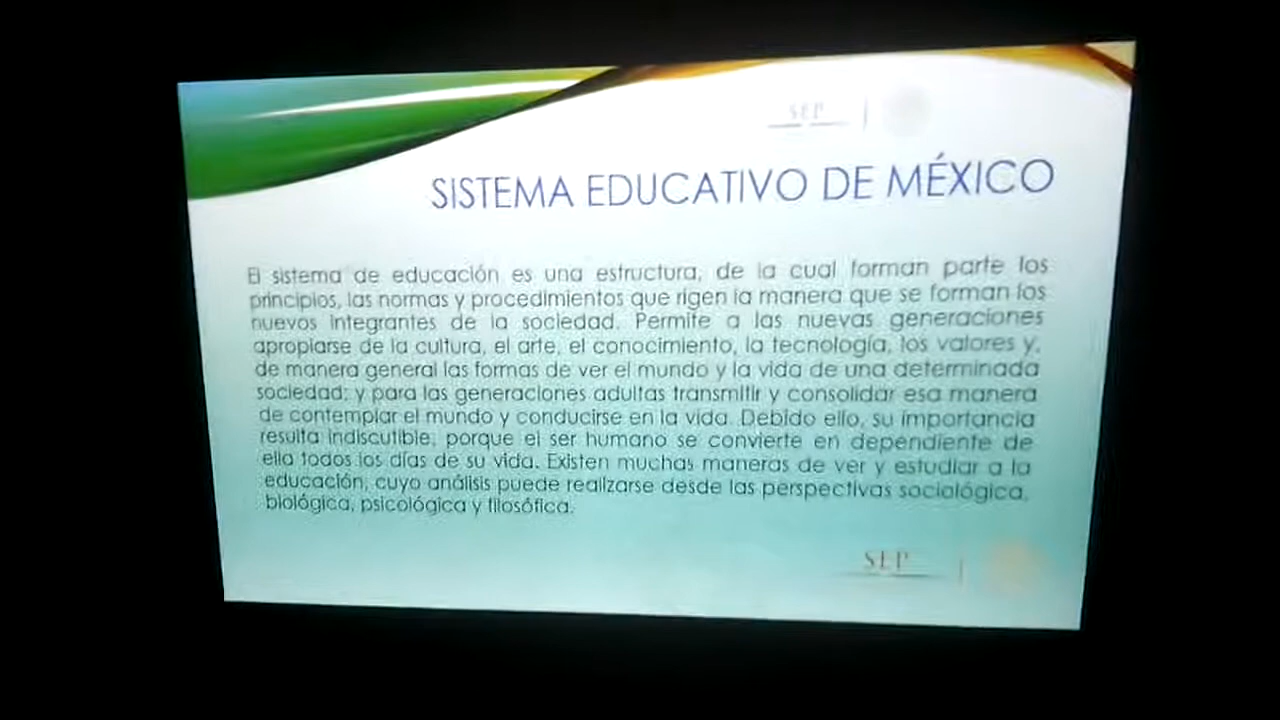 SEP
SISTEMA EDUCATIVO DE MÉXICO
El sistema de educación es una estructura, de la cual forman parte los
principios, las normas y procedimientos que rigen la manera que se forman los
nuevos integrantes de la sociedad. Permite a las nuevas generaciones
apropiarse de la cultura, el arte, el conocimiento, la tecnología, los valores y,
de manera general las formas de ver el mundo y la vida de una determinada
sociedad; y para las generaciones adultas transmitir y consolidar esa manera
de contemplar el mundo y conducirse en la vida. Debido ello, su importancia
resulta indiscutible, porque el ser humano se convierte en dependiente de
ella todos los días de su vida. Existen muchas maneras de ver y estudiar a la
educación, cuyo análisis puede realizarse desde las perspectivas sociológica,
biológica, psicológica y filosófica.
SEP